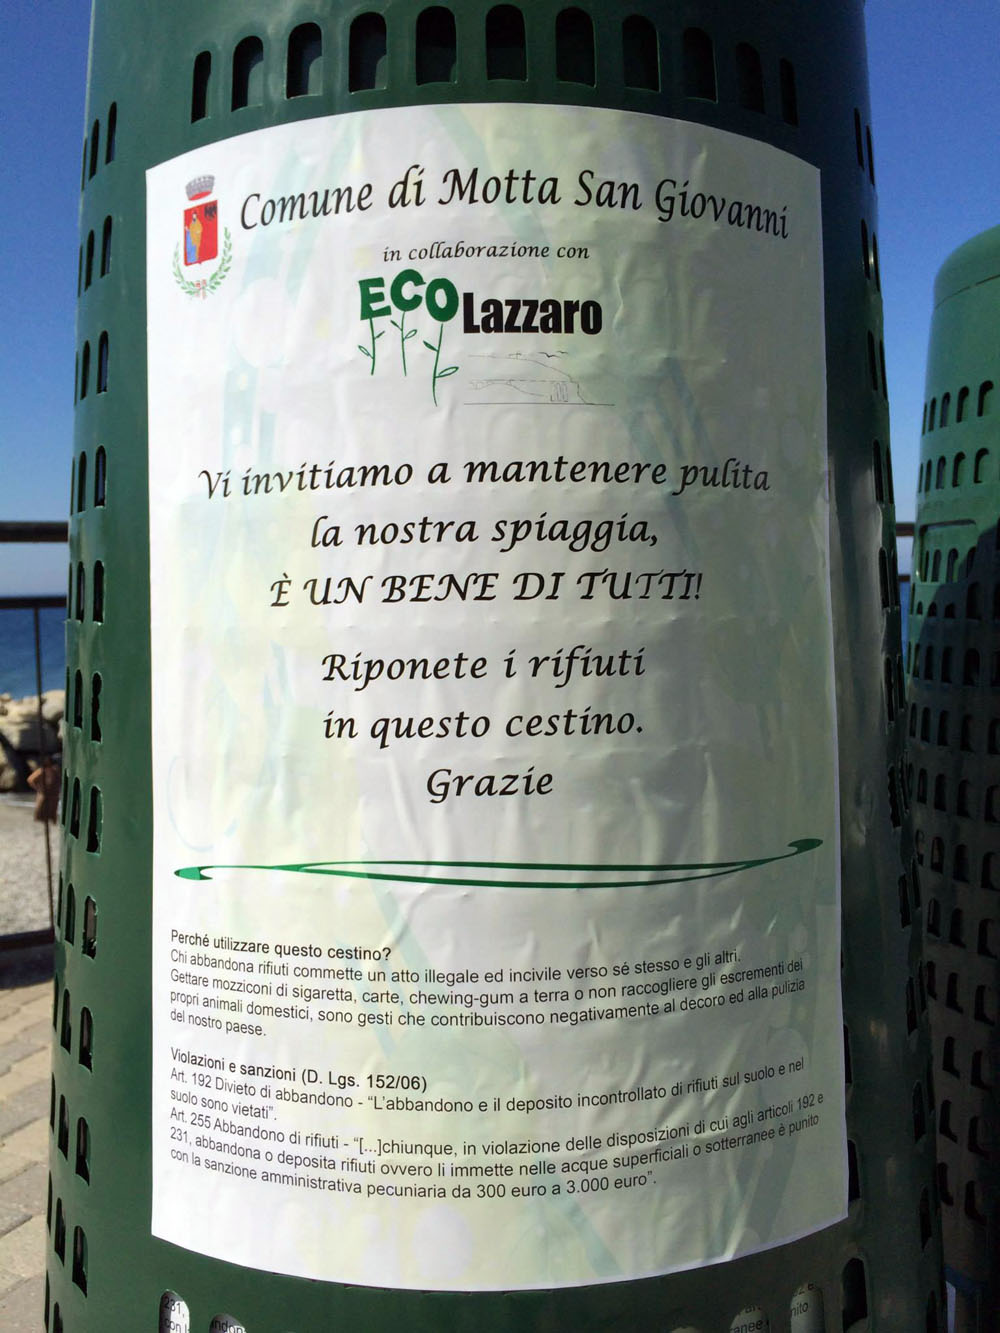 Comune di Motta San Giovanni
in collaborazione con
ECO Lazzaro
Vi invitiamo a mantenere pulita
la nostra spiaggia,
È UN BENE DI TUTTI!
Riponete i rifiuti
in questo cestino.
Grazie
Perché utilizzare questo cestino?
Chi abbandona rifiuti commette un atto illegale ed incivile verso sé stesso e gli altri.
Gettare mozziconi di sigaretta, carte, chewing-gum a terra o non raccogliere gli escrementi dei
propri animali domestici, sono gesti che contribuiscono negativamente al decoro ed alla pulizia
del nostro paese.
Violazioni e sanzioni (D. Lgs. 152/06)
Art. 192 Divieto di abbandono - “L’abbandono e il deposito incontrollato di rifiuti sul suolo e nel
suolo sono vietati”.
Art. 255 Abbandono di rifiuti - “[...]chiunque, in violazione delle disposizioni di cui agli articoli 192 e
231, abbandona o deposita rifiuti ovvero li immette nelle acque superficiali o sotterranee è punito
con la sanzione amministrativa pecuniaria da 300 euro a 3.000 euro”.